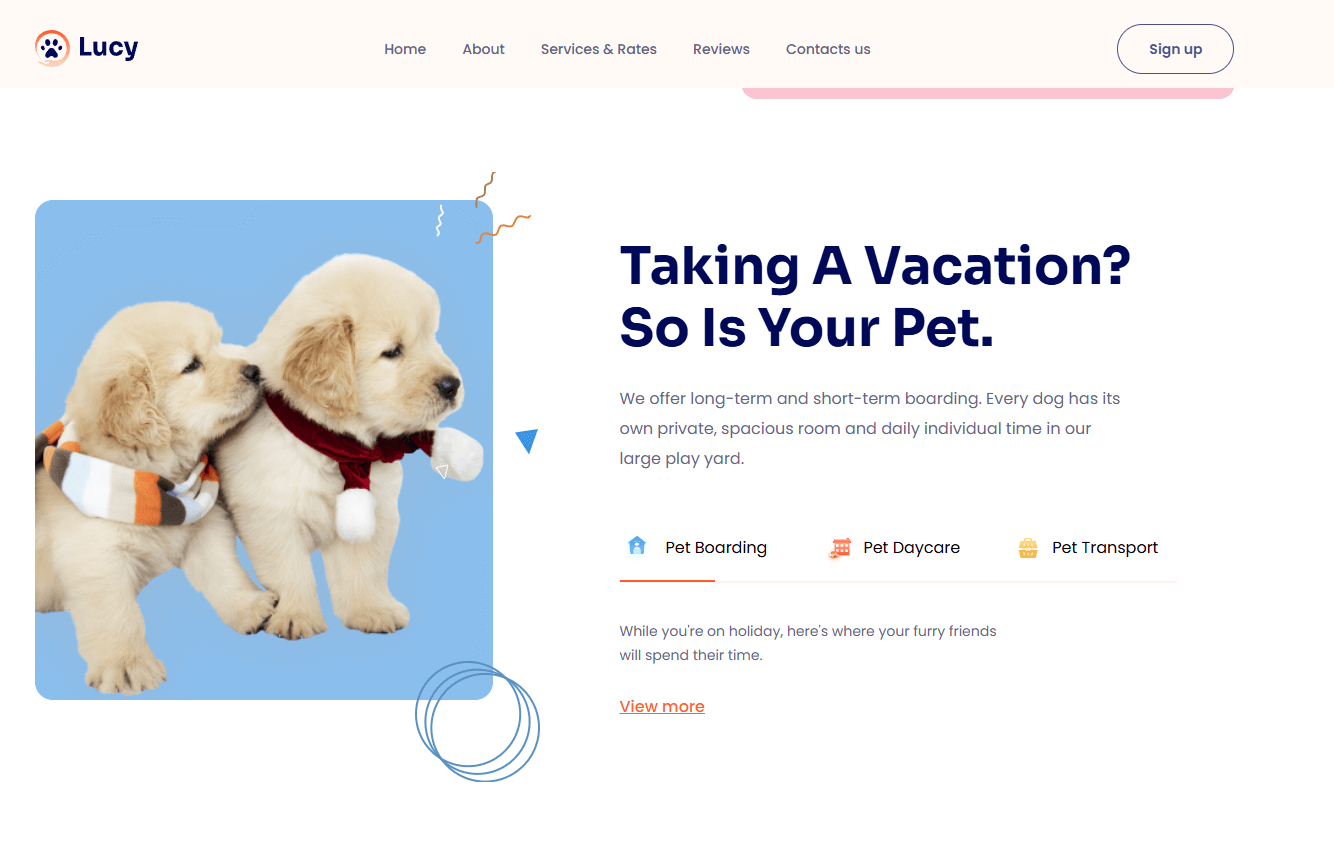 Lucy
Home
About
Services & Rates
Reviews
Contacts us
Sign up
Taking A Vacation?
So Is Your Pet.
We offer long-term and short-term boarding. Every dog has its
own private, spacious room and daily individual time in our
large play yard.
Pet Boarding
Pet Daycare
Pet Transport
While you're on holiday, here's where your furry friends
will spend their time.
View more